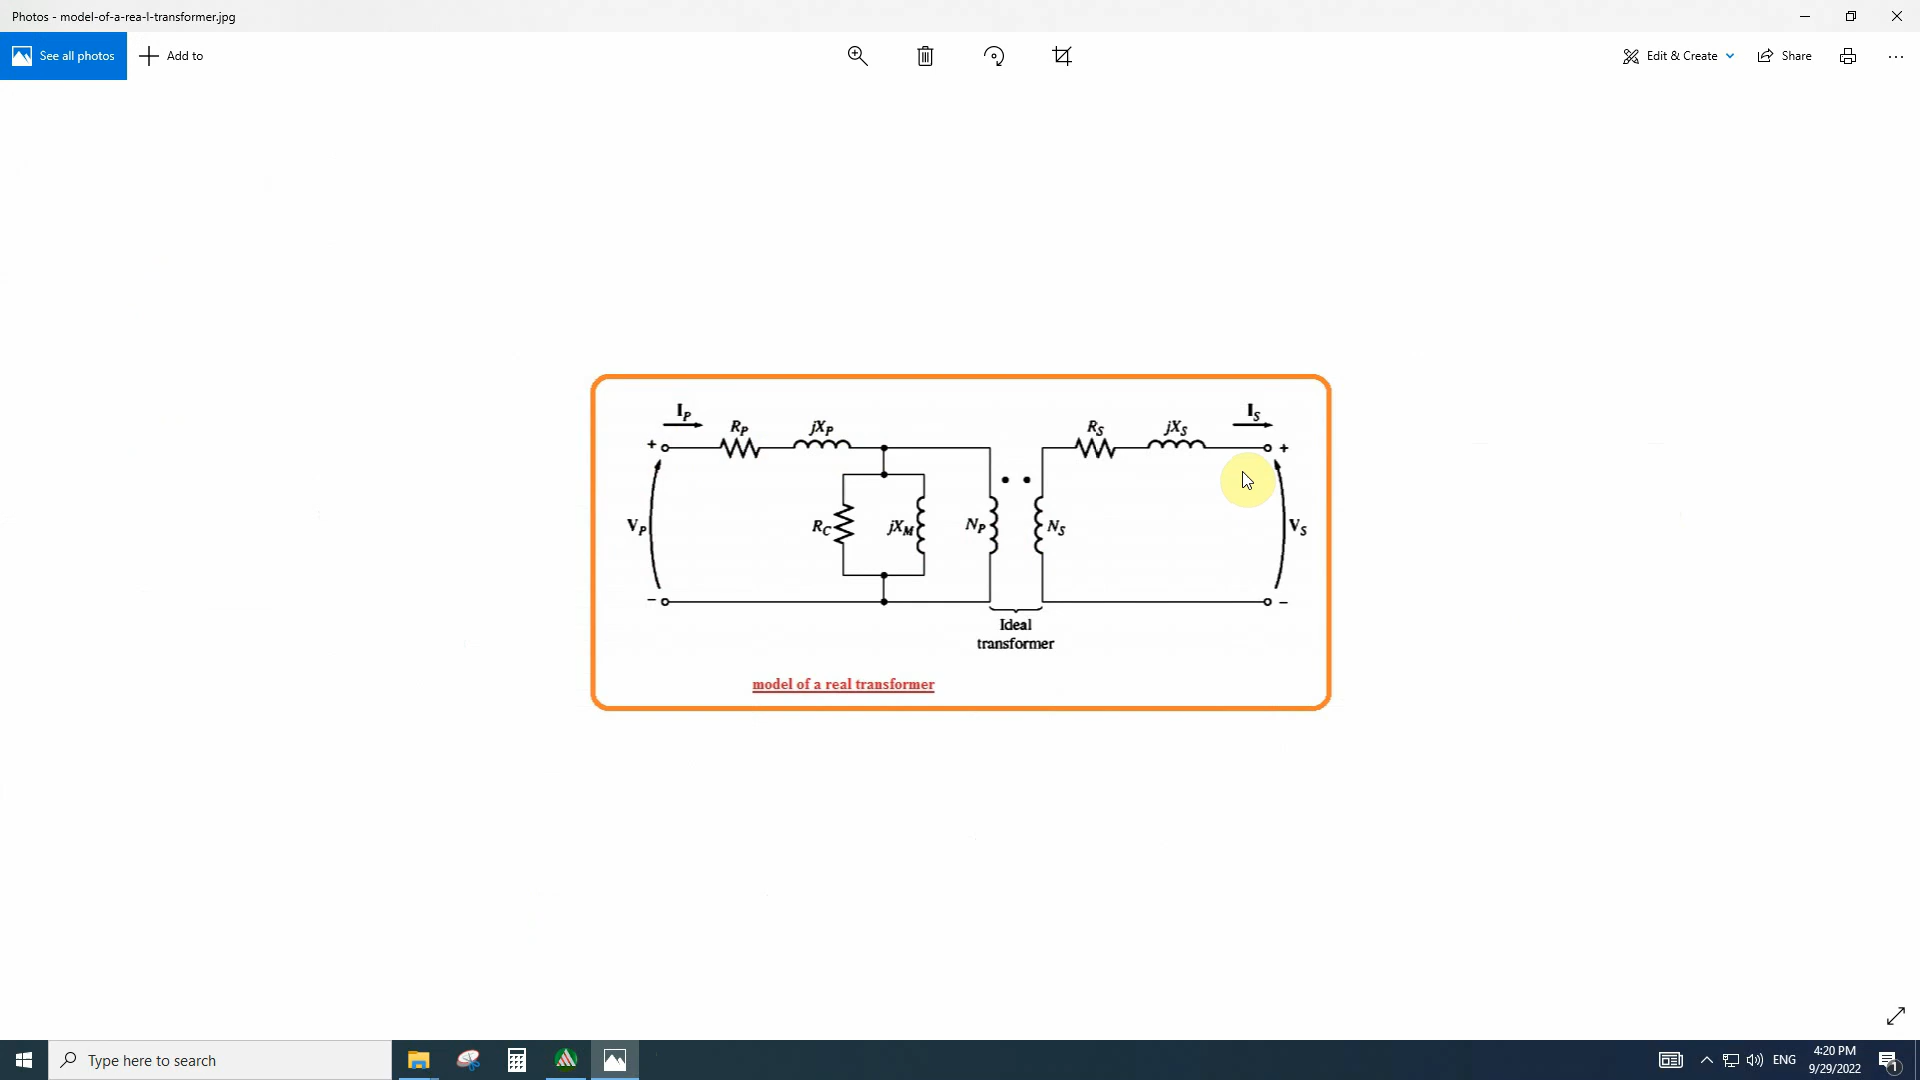 Photos - model-of-a-rea-l-transformer.jpg
See all photos
Add to
Edit & Create
Share
I_P
R_P
jX_P
R_S
jX_S
I_S
+
+
V_P
R_C
jX_M
N_P
N_S
V_S
−
−
Ideal
transformer
model of a real transformer
Type here to search
ENG
4:20 PM
9/29/2022
1